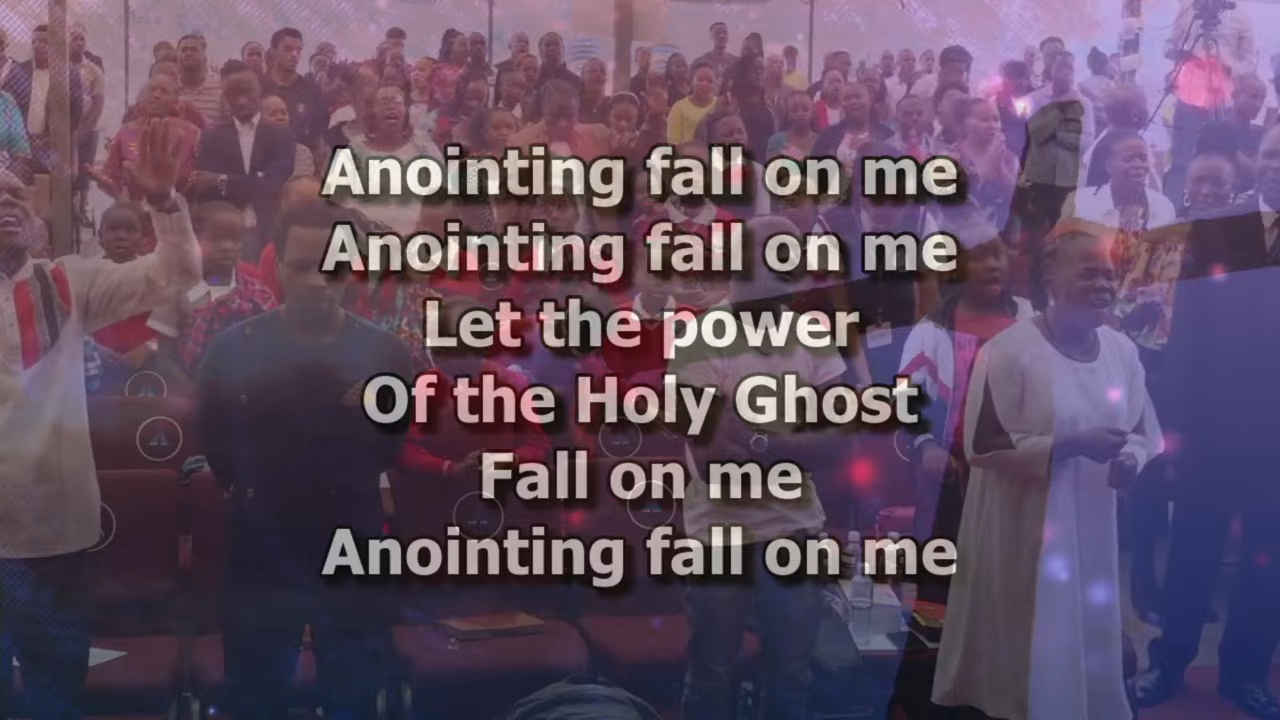 Anointing fall on me
Anointing fall on me
Let the power
Of the Holy Ghost
Fall on me
Anointing fall on me